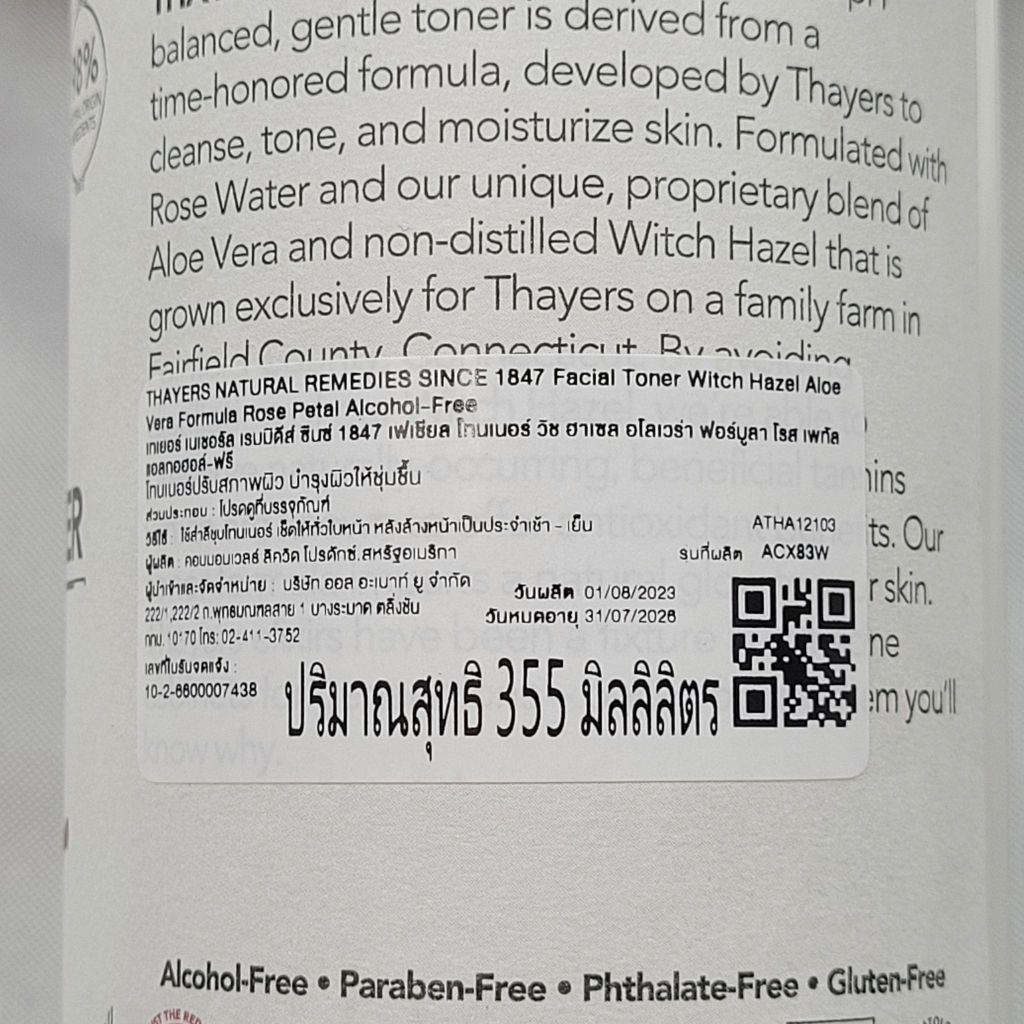 balanced, gentle toner is derived from a
time-honored formula, developed by Thayers to
cleanse, tone, and moisturize skin. Formulated with
Rose Water and our unique, proprietary blend of
Aloe Vera and non-distilled Witch Hazel that is
grown exclusively for Thayers on a family farm in
Fairfield County, Connecticut. By avoiding
THAYERS NATURAL REMEDIES SINCE 1847 Facial Toner Witch Hazel Aloe
Vera Formula Rose Petal Alcohol-Free
เทเยอร์ เนเชอรัล เรมมิดีส์ ซินซ์ 1847 เฟเชียล โทนเนอร์ วิช ฮาเซล อโลเวร่า ฟอร์มูลา โรส เพทัล
แอลกอฮอล์-ฟรี
โทนเนอร์ปรับสภาพผิว บำรุงผิวให้ชุ่มชื้น
ส่วนประกอบ : โปรดดูที่บรรจุภัณฑ์
วิธีใช้ : ใช้สำลีชุบโทนเนอร์ เช็ดให้ทั่วใบหน้า หลังล้างหน้าเป็นประจำเช้า - เย็น
ATHA12103
ผู้ผลิต : คอมมอนเวลธ์ ลิควิด โปรดักซ์.สหรัฐอเมริกา
รุ่นที่ผลิต ACX83W
ผู้นำเข้าและจัดจำหน่าย : บริษัท ออล อะเบาท์ ยู จำกัด
วันผลิต 01/08/2023
222/1,222/2 ถ.พุทธมณฑลสาย 1 บางระมาด ตลิ่งชัน
วันหมดอายุ 31/07/2026
กทม. 10170 โทร: 02-411-3752
เลขที่ใบรับจดแจ้ง :
10-2-6600007438
ปริมาณสุทธิ 355 มิลลิลิตร
ts. Our
r skin.
ne
em you'll
know why.
Alcohol-Free • Paraben-Free • Phthalate-Free • Gluten-Free